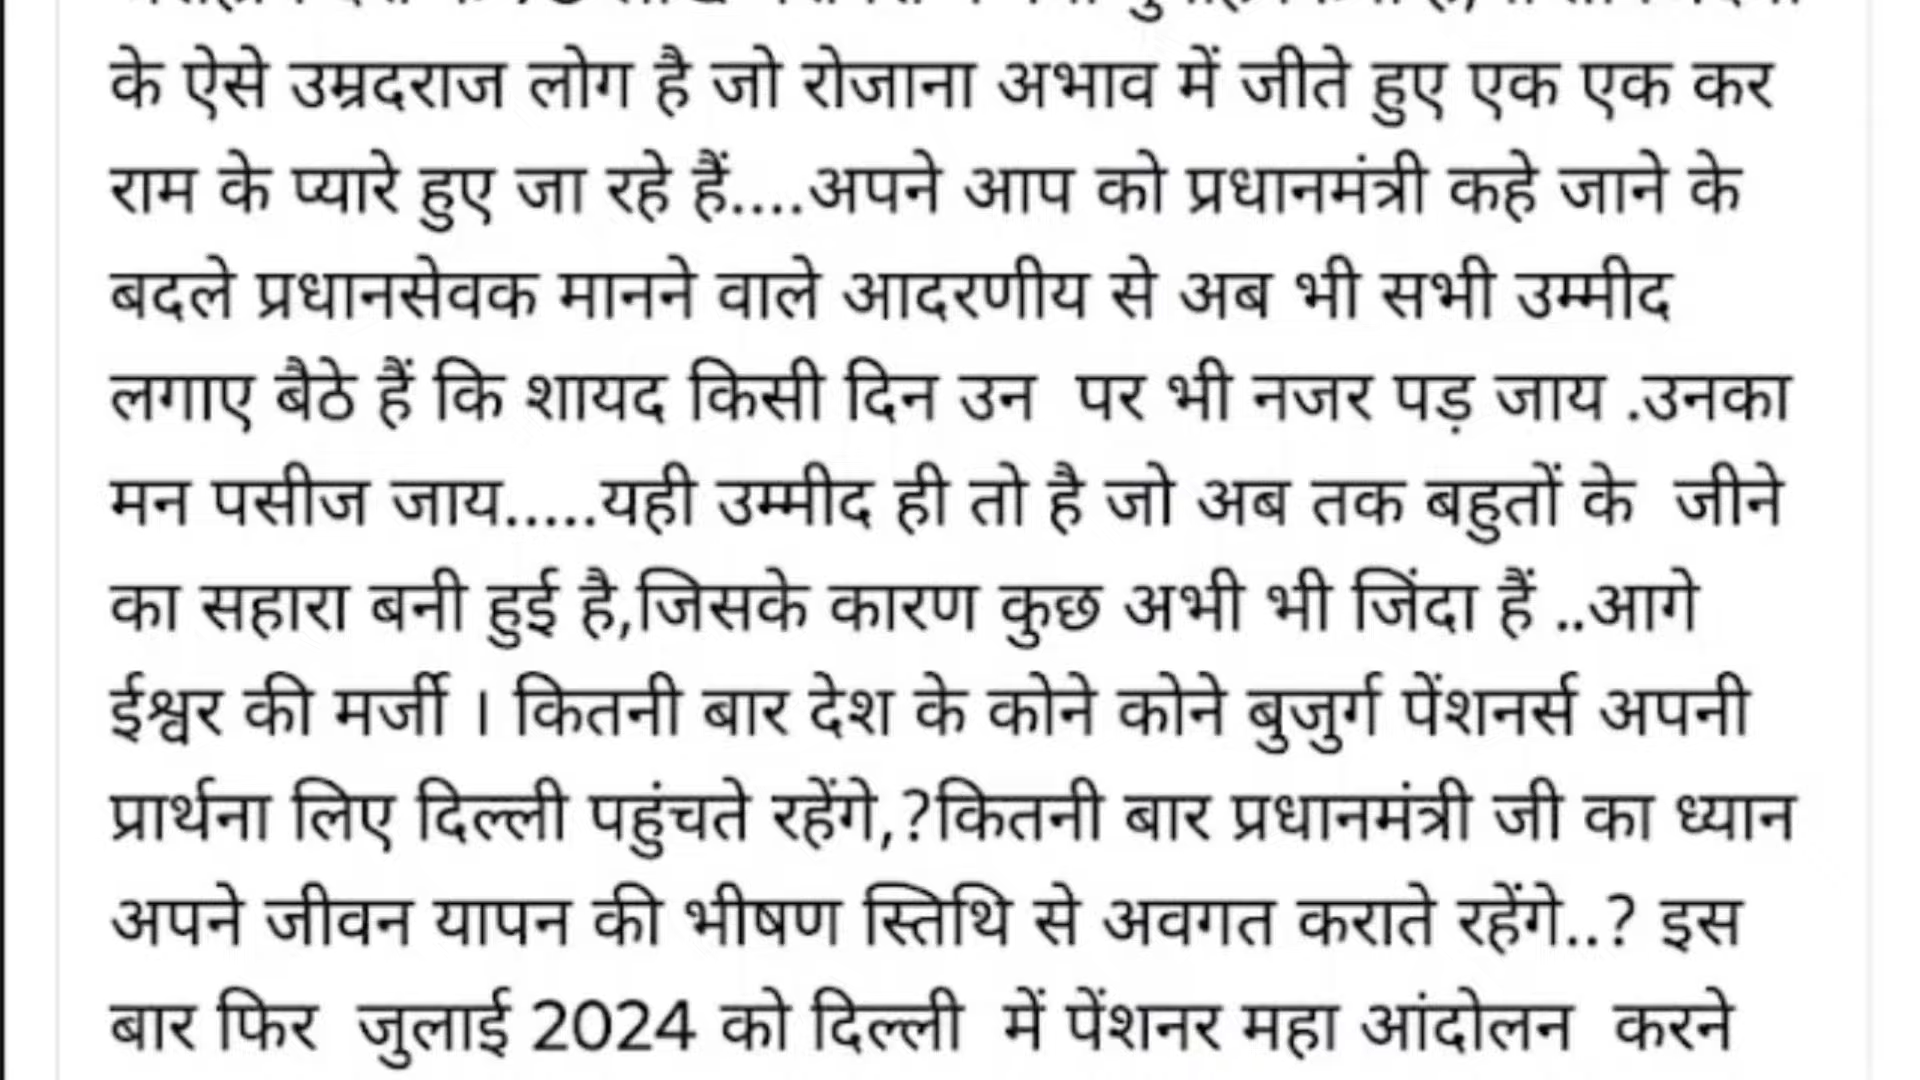 के ऐसे उम्रदराज लोग है जो रोजाना अभाव में जीते हुए एक एक कर
राम के प्यारे हुए जा रहे हैं....अपने आप को प्रधानमंत्री कहे जाने के
बदले प्रधानसेवक मानने वाले आदरणीय से अब भी सभी उम्मीद
लगाए बैठे हैं कि शायद किसी दिन उन  पर भी नजर पड़ जाय .उनका
मन पसीज जाय.....यही उम्मीद ही तो है जो अब तक बहुतों के  जीने
का सहारा बनी हुई है,जिसके कारण कुछ अभी भी जिंदा हैं ..आगे
ईश्वर की मर्जी । कितनी बार देश के कोने कोने बुजुर्ग पेंशनर्स अपनी
प्रार्थना लिए दिल्ली पहुंचते रहेंगे,?कितनी बार प्रधानमंत्री जी का ध्यान
अपने जीवन यापन की भीषण स्तिथि से अवगत कराते रहेंगे..? इस
बार फिर  जुलाई 2024 को दिल्ली  में पेंशनर महा आंदोलन  करने